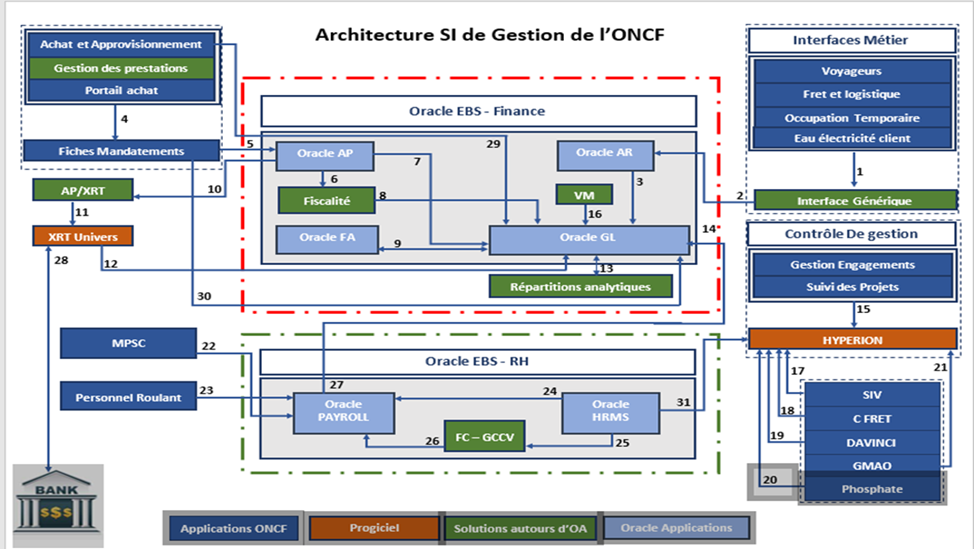 Architecture SI de Gestion de l'ONCF
Achat et Approvisionnement
Gestion des prestations
Portail achat
4
Fiches Mandatements
5
AP/XRT
10
11
XRT Univers
28
12
30
Oracle EBS - Finance
Oracle AP
7
29
Oracle AR
6
3
Fiscalité
8
VM
16
Oracle FA
9
Oracle GL
13
Répartitions analytiques
14
2
Interfaces Métier
Voyageurs
Fret et logistique
Occupation Temporaire
Eau électricité client
1
Interface Générique
Contrôle De gestion
Gestion Engagements
Suivi des Projets
15
HYPERION
MPSC
22
Personnel Roulant
23
Oracle EBS - RH
27
Oracle
PAYROLL
24
Oracle
HRMS
31
26
FC – GCCV
25
17
21
SIV
18
C FRET
19
DAVINCI
GMAO
20
Phosphate
BANK
$$$
Applications ONCF
Progiciel
Solutions autours d'OA
Oracle Applications